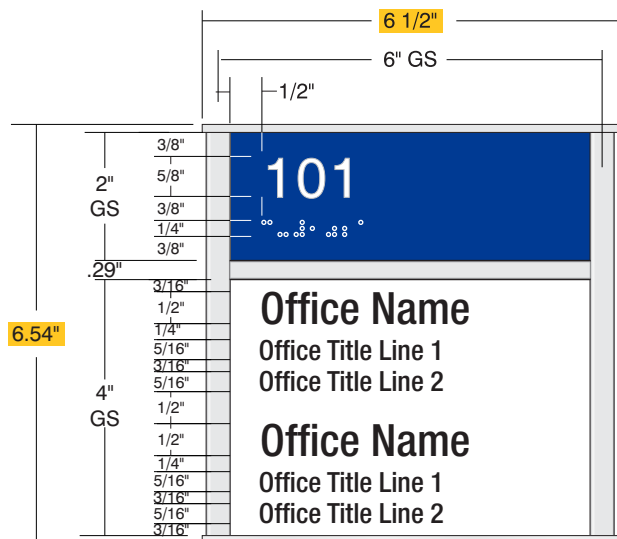 6 1/2"
6" GS
1/2"
3/8"
5/8"
101
2"
GS
3/8"
1/4"
3/8"
.29"
3/16"
Office Name
1/2"
6.54"
1/4"
Office Title Line 1
5/16"
3/16"
Office Title Line 2
5/16"
4"
GS
1/2"
Office Name
1/2"
1/4"
Office Title Line 1
5/16"
3/16"
Office Title Line 2
5/16"
3/16"